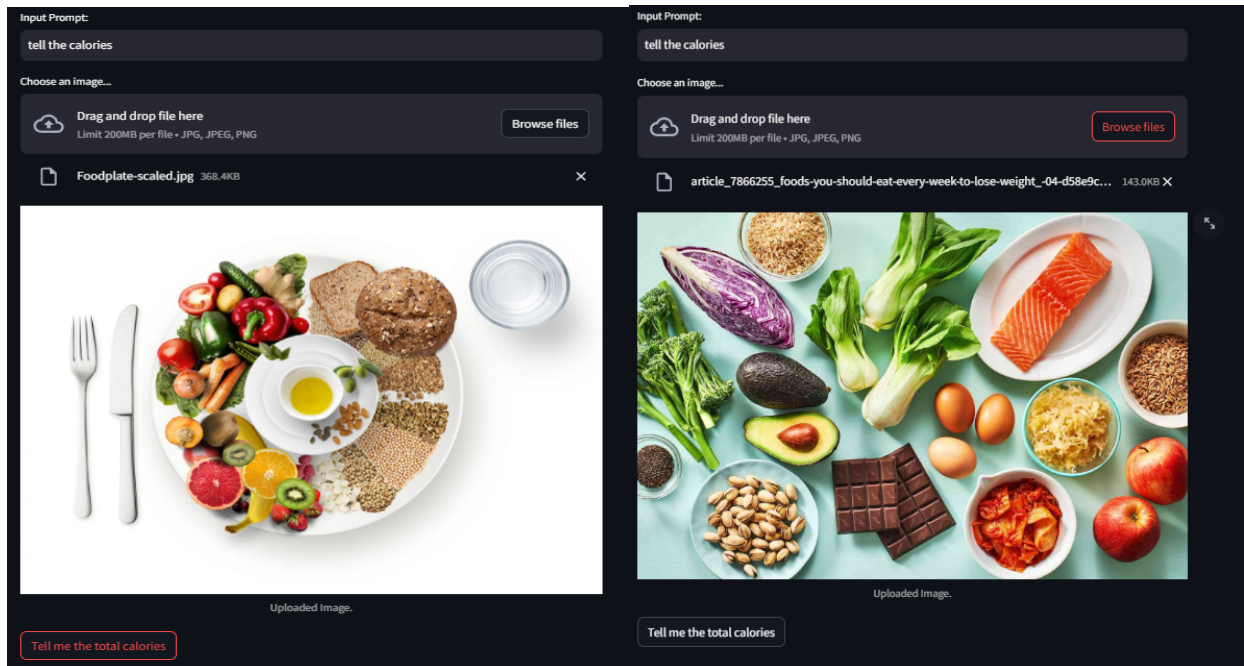 Input Prompt:
tell the calories
Choose an image...
Drag and drop file here
Limit 200MB per file • JPG, JPEG, PNG
Browse files
Foodplate-scaled.jpg 368.4KB
Uploaded Image.
Tell me the total calories
Input Prompt:
tell the calories
Choose an image...
Drag and drop file here
Limit 200MB per file • JPG, JPEG, PNG
Browse files
article_7866255_foods-you-should-eat-every-week-to-lose-weight_-04-d58e9c... 143.0KB
Uploaded Image.
Tell me the total calories